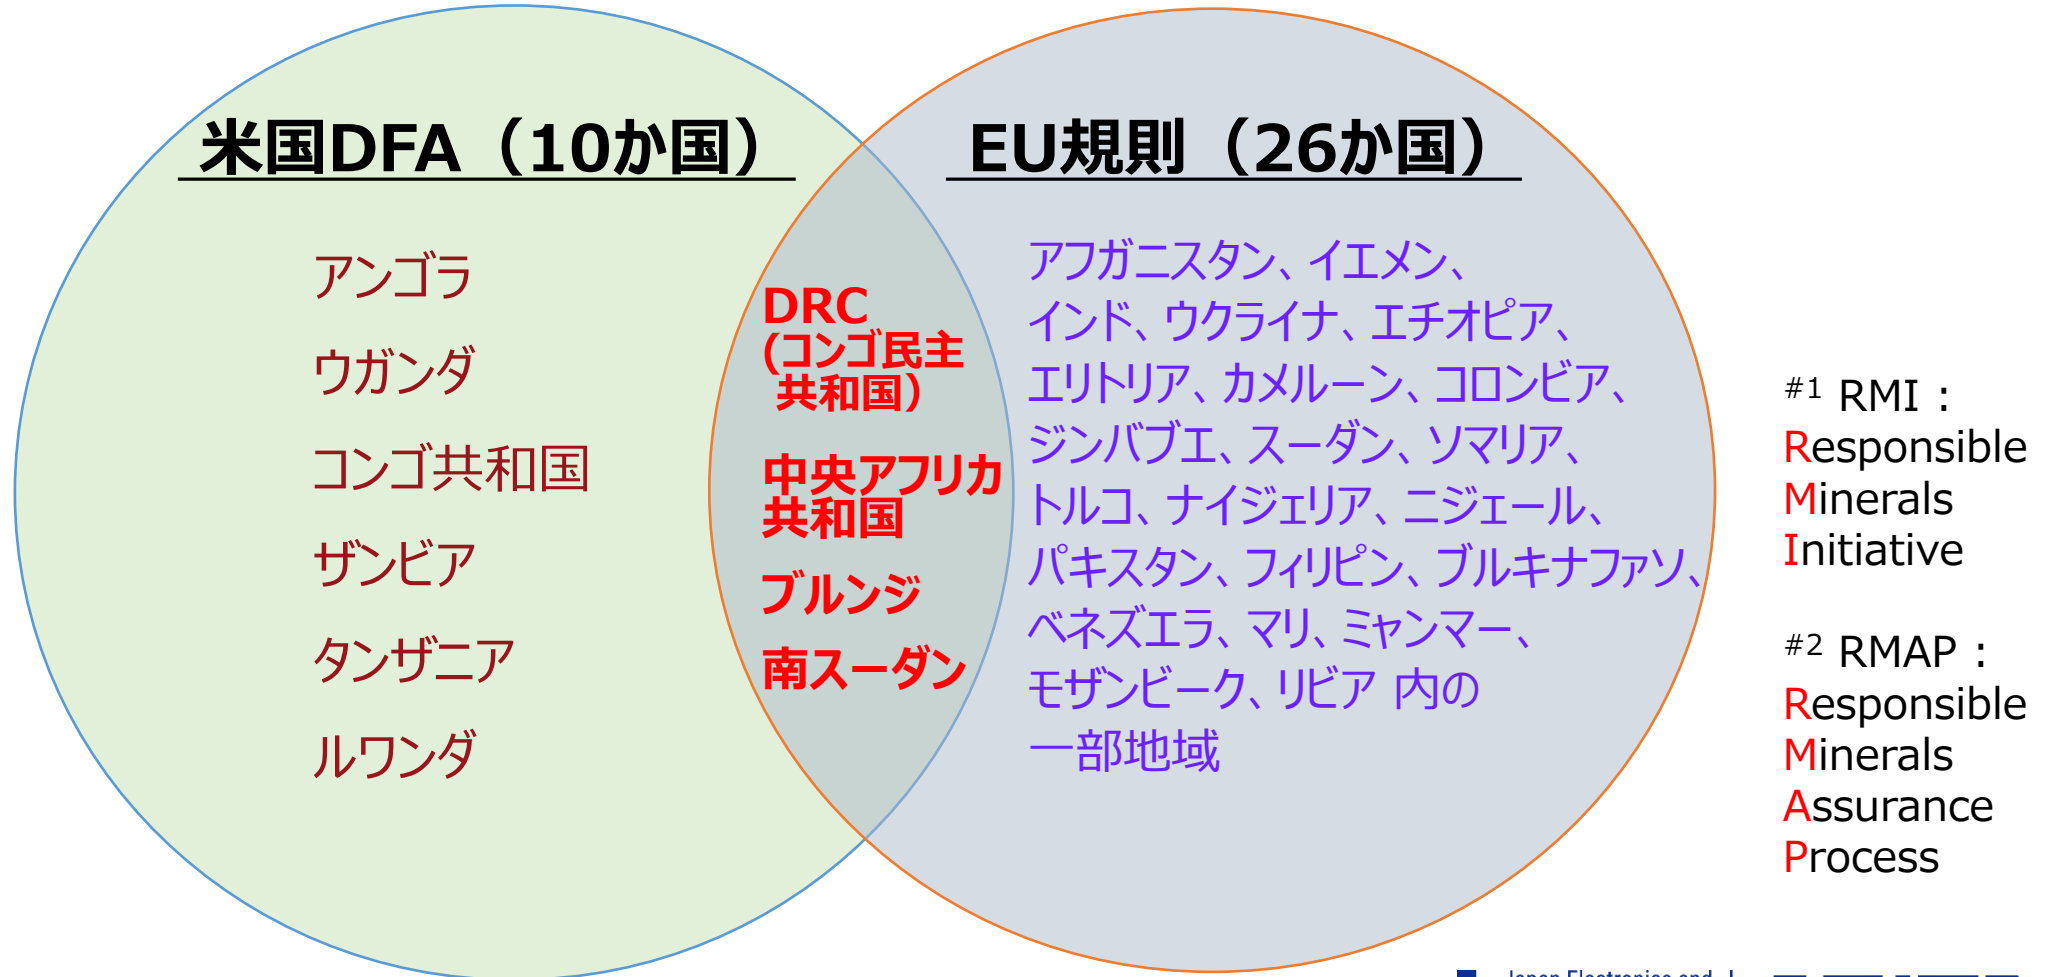 米国DFA（10か国）
アンゴラ
ウガンダ
コンゴ共和国
ザンビア
タンザニア
ルワンダ
DRC
(コンゴ民主
共和国）
中央アフリカ
共和国
ブルンジ
南スーダン
EU規則（26か国）
アフガニスタン、イエメン、
インド、ウクライナ、エチオピア、
エリトリア、カメルーン、コロンビア、
ジンバブエ、スーダン、ソマリア、
トルコ、ナイジェリア、ニジェール、
パキスタン、フィリピン、ブルキナファソ、
ベネズエラ、マリ、ミャンマー、
モザンビーク、リビア 内の
一部地域
#1 RMI：
Responsible
Minerals
Initiative
#2 RMAP：
Responsible
Minerals
Assurance
Process
Japan Electronics and